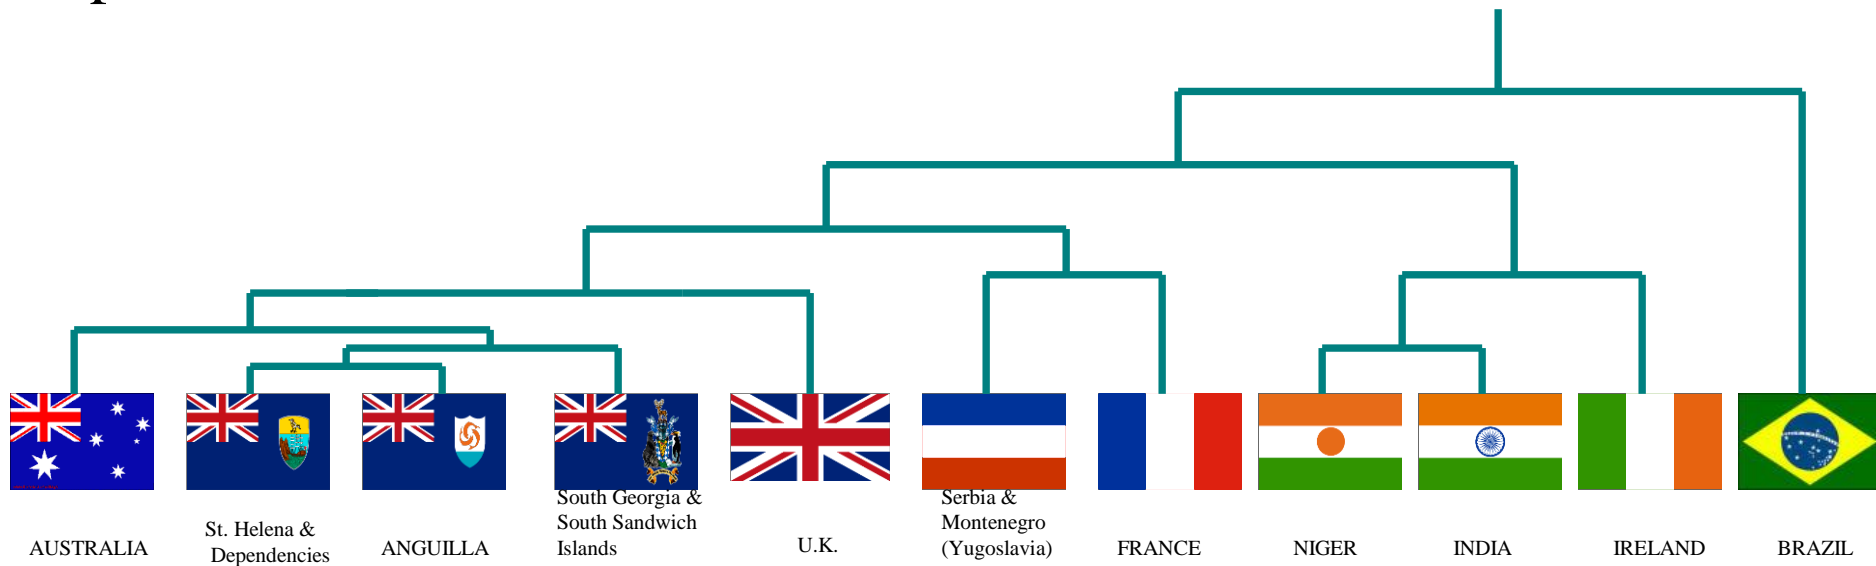 AUSTRALIA
St. Helena &
Dependencies
ANGUILLA
South Georgia &
South Sandwich
Islands
U.K.
Serbia &
Montenegro
(Yugoslavia)
FRANCE
NIGER
INDIA
IRELAND
BRAZIL